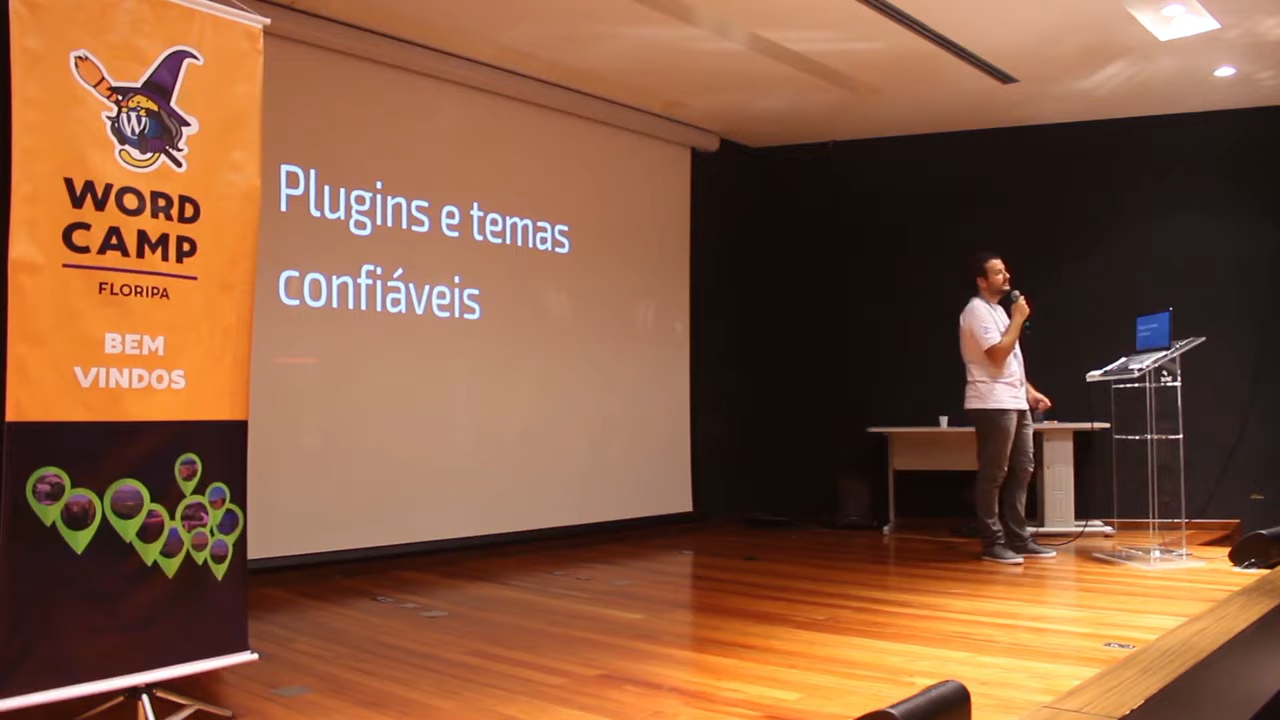 WORD
CAMP
FLORIPA
BEM
VINDOS
Plugins e temas
confiáveis